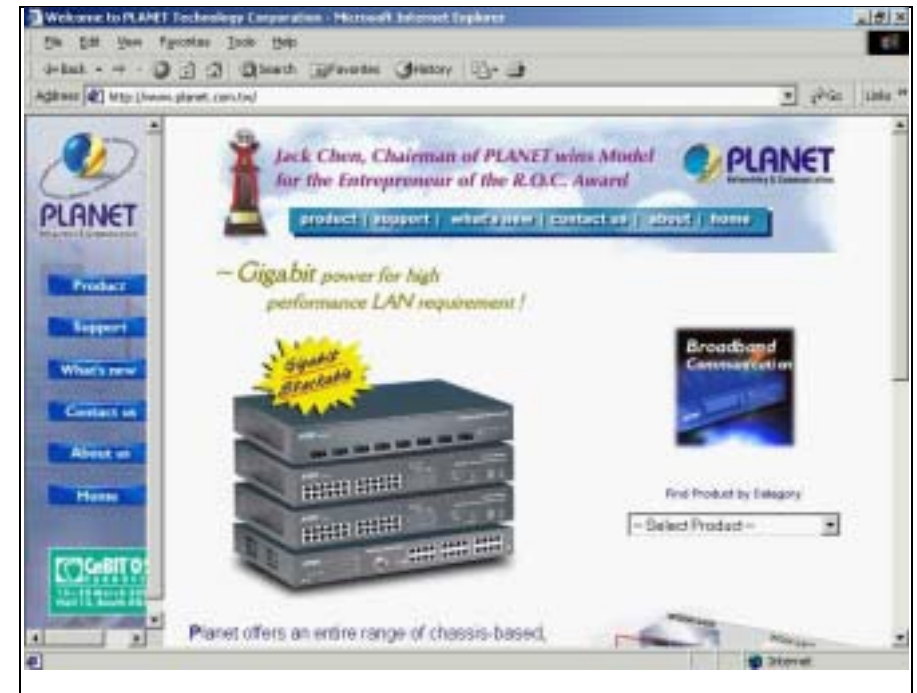 Welcome to PLANET Technology Corporation - Microsoft Internet Explorer
File Edit View Favorites Tools Help
Back Search Favorites History
Address http://www.planet.com.tw/ Go Links »
PLANET
Product
Support
What's new
Contact us
About us
Home
CeBIT
Jack Chen, Chairman of PLANET wins Model
for the Entrepreneur of the R.O.C. Award
PLANET
Networking & Communication
product | support | what's new | contact us | about | home
~ Gigabit power for high
performance LAN requirement !
Gigabit
Stackable
Broadband
Communication
Find Product by Category
-- Select Product --
Planet offers an entire range of chassis-based,
Internet